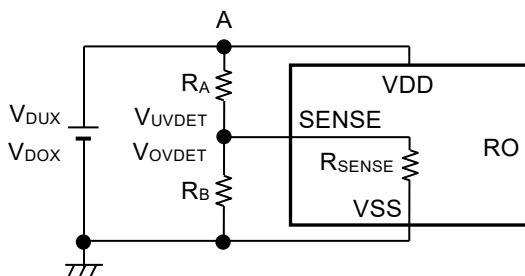 A
RA
VDD
VDUX
VUVDET
SENSE
VDOX
VOVDET
RSENSE
RO
RB
VSS